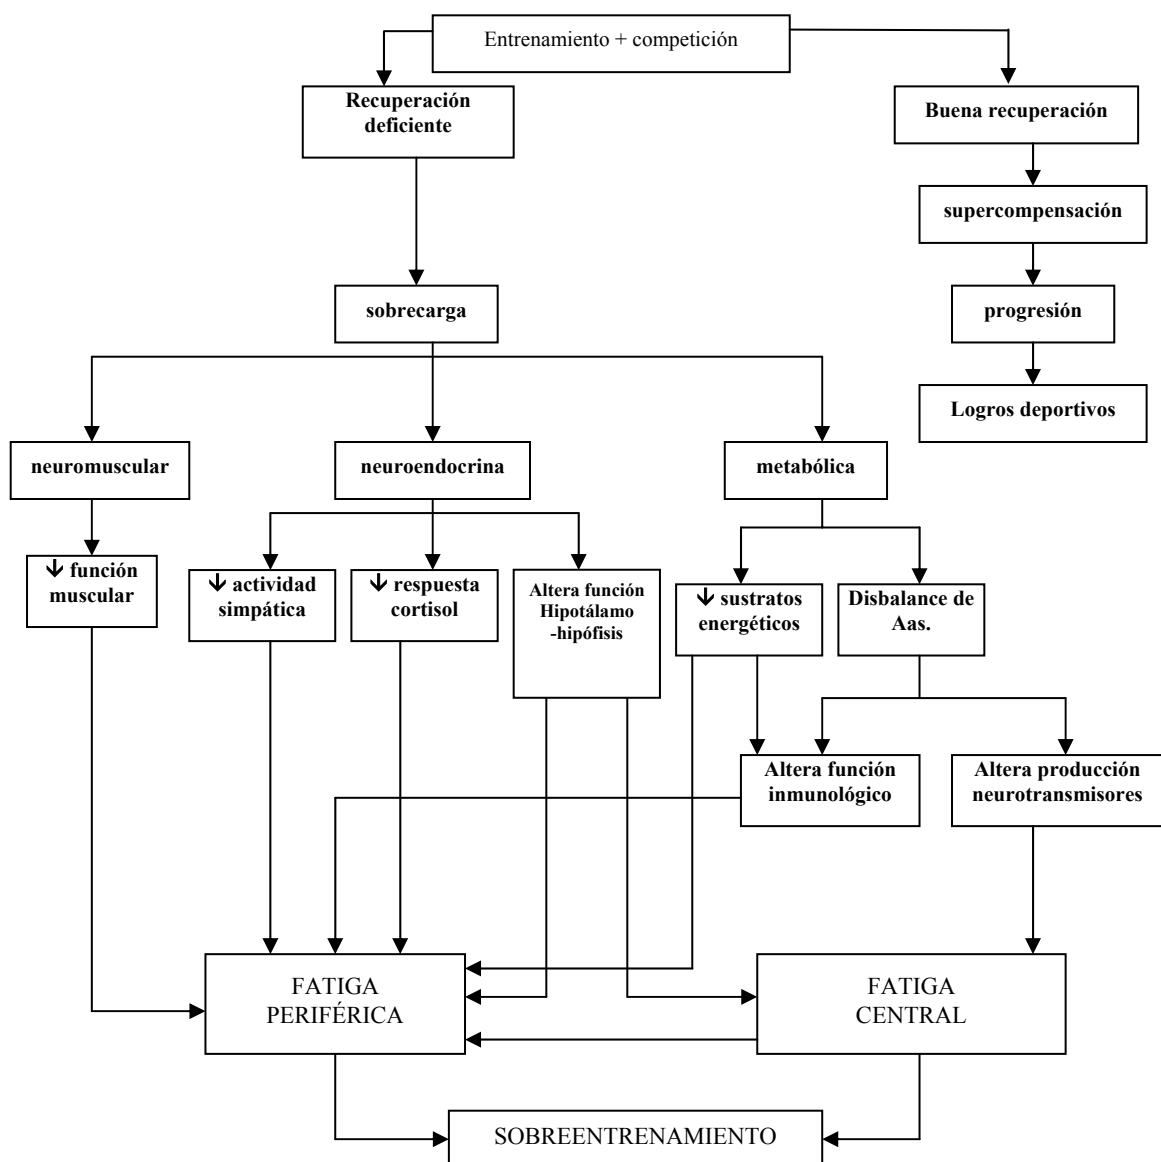 Entrenamiento + competición
Recuperación
deficiente
Buena recuperación
supercompensación
sobrecarga
progresión
Logros deportivos
neuromuscular
neuroendocrina
metabólica
↓ función
muscular
↓ actividad
simpática
↓ respuesta
cortisol
Altera función
Hipotálamo
-hipófisis
↓ sustratos
energéticos
Disbalance de
Aas.
Altera función
inmunológico
Altera producción
neurotransmisores
FATIGA
PERIFÉRICA
FATIGA
CENTRAL
SOBREENTRENAMIENTO